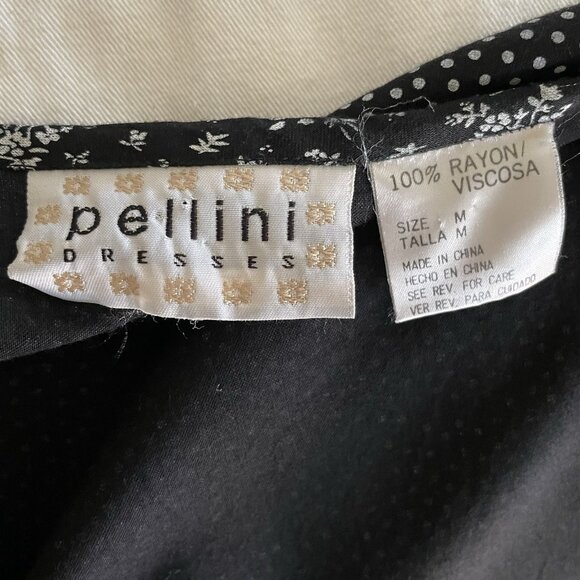 pellini
DRESSES
100% RAYON/
VISCOSA
SIZE M
TALLA M
MADE IN CHINA
HECHO EN CHINA
SEE REV. FOR CARE
VER REV. PARA CUIDADO